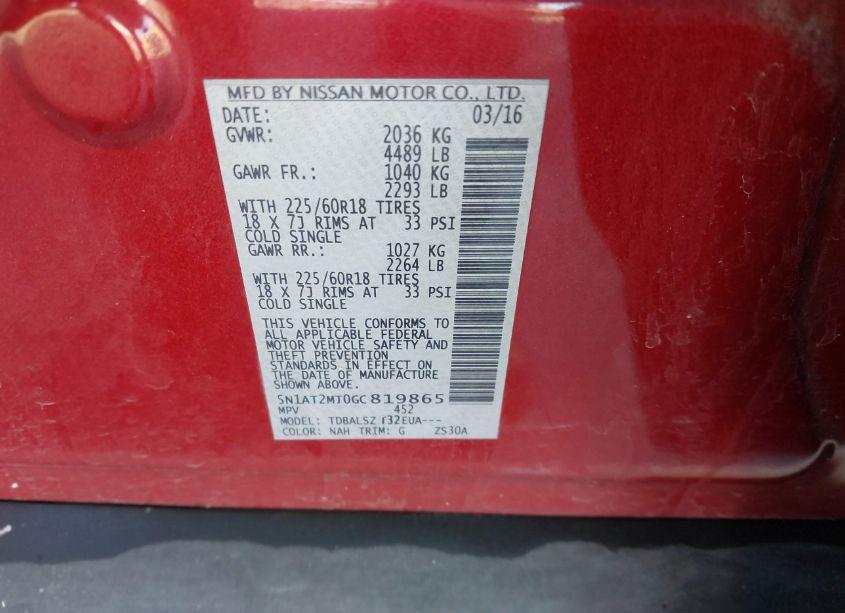 MFD BY NISSAN MOTOR CO., LTD.
DATE: 03/16
GVWR: 2036 KG
4489 LB
GAWR FR.: 1040 KG
2293 LB
WITH 225/60R18 TIRES
18 X 7J RIMS AT 33 PSI
COLD SINGLE
GAWR RR.: 1027 KG
2264 LB
WITH 225/60R18 TIRES
18 X 7J RIMS AT 33 PSI
COLD SINGLE
THIS VEHICLE CONFORMS TO
ALL APPLICABLE FEDERAL
MOTOR VEHICLE SAFETY AND
THEFT PREVENTION
STANDARDS IN EFFECT ON
THE DATE OF MANUFACTURE
SHOWN ABOVE.
5N1AT2MT0GC819865
MPV 452
MODEL: TDBALSZ
COLOR: NAH TRIM: G ZS30A